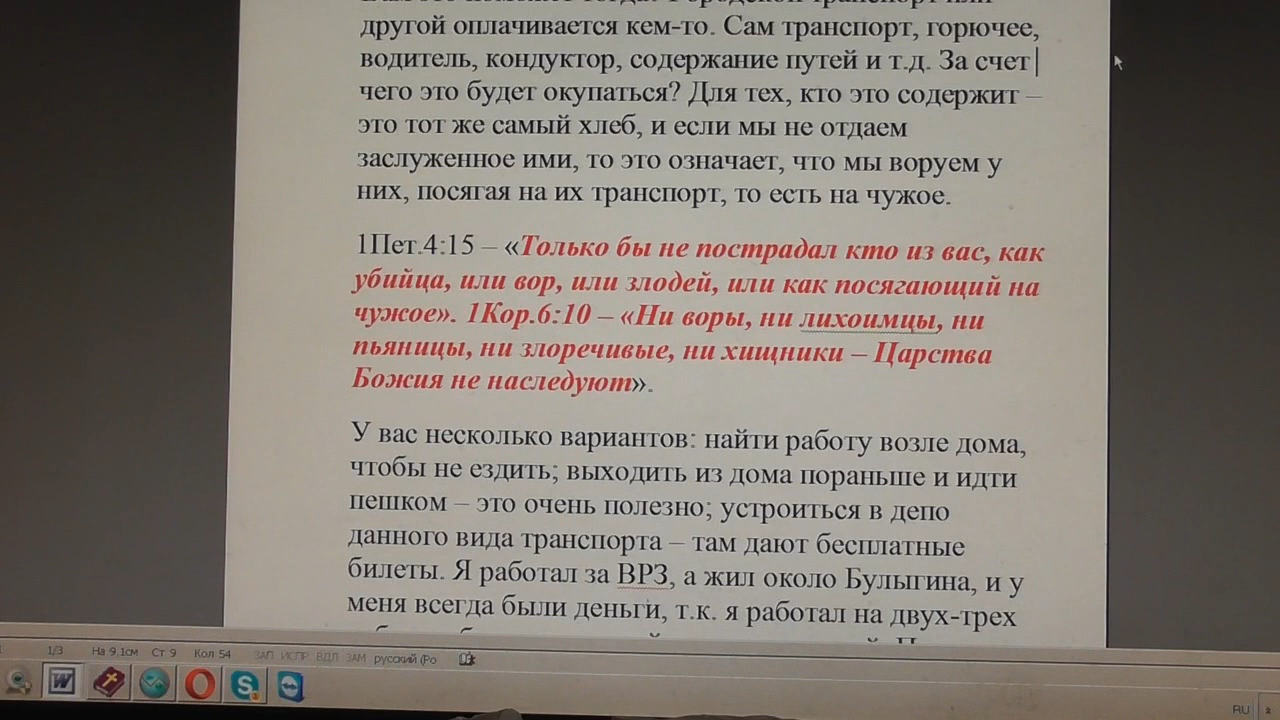 другой оплачивается кем-то. Сам транспорт, горючее,
водитель, кондуктор, содержание путей и т.д. За счет
чего это будет окупаться? Для тех, кто это содержит –
это тот же самый хлеб, и если мы не отдаем
заслуженное ими, то это означает, что мы воруем у
них, посягая на их транспорт, то есть на чужое.
1Пет.4:15 – «Только бы не пострадал кто из вас, как
убийца, или вор, или злодей, или как посягающий на
чужое». 1Кор.6:10 – «Ни воры, ни лихоимцы, ни
пьяницы, ни злоречивые, ни хищники – Царства
Божия не наследуют».
У вас несколько вариантов: найти работу возле дома,
чтобы не ездить; выходить из дома пораньше и идти
пешком – это очень полезно; устроиться в депо
данного вида транспорта – там дают бесплатные
билеты. Я работал за ВРЗ, а жил около Булыгина, и у
меня всегда были деньги, т.к. я работал на двух-трех
1/3 На 9.1см Ст 9 Кол 54 ЗАП ИСПР ВДЛ ЗАМ русский (Ро
W S
RU